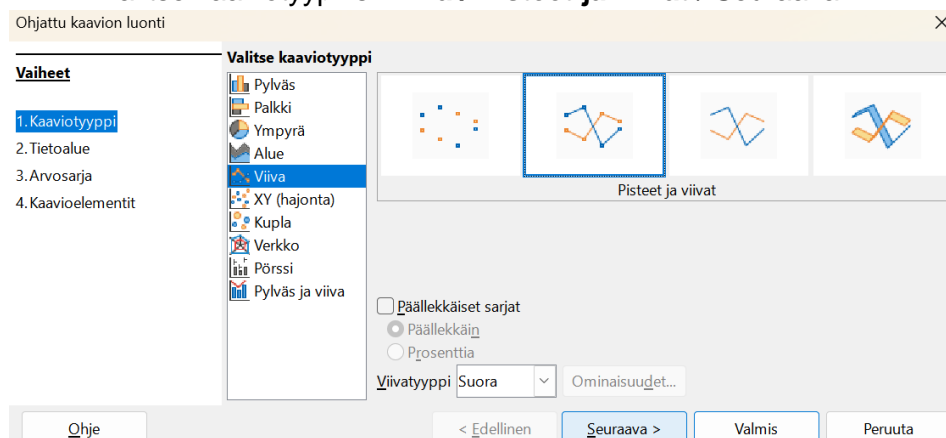 Ohjattu kaavion luonti
Vaiheet
1.Kaaviotyyppi
2.Tietoalue
3.Arvosarja
4.Kaavioelementit
Valitse kaaviotyyppi
Pylväs
Palkki
Ympyrä
Alue
Viiva
XY (hajonta)
Kupla
Verkko
Pörssi
Pylväs ja viiva
Pisteet ja viivat
Päällekkäiset sarjat
Päällekkäin
Prosenttia
Viivatyyppi Suora
Ominaisuudet...
Ohje
< Edellinen
Seuraava >
Valmis
Peruuta